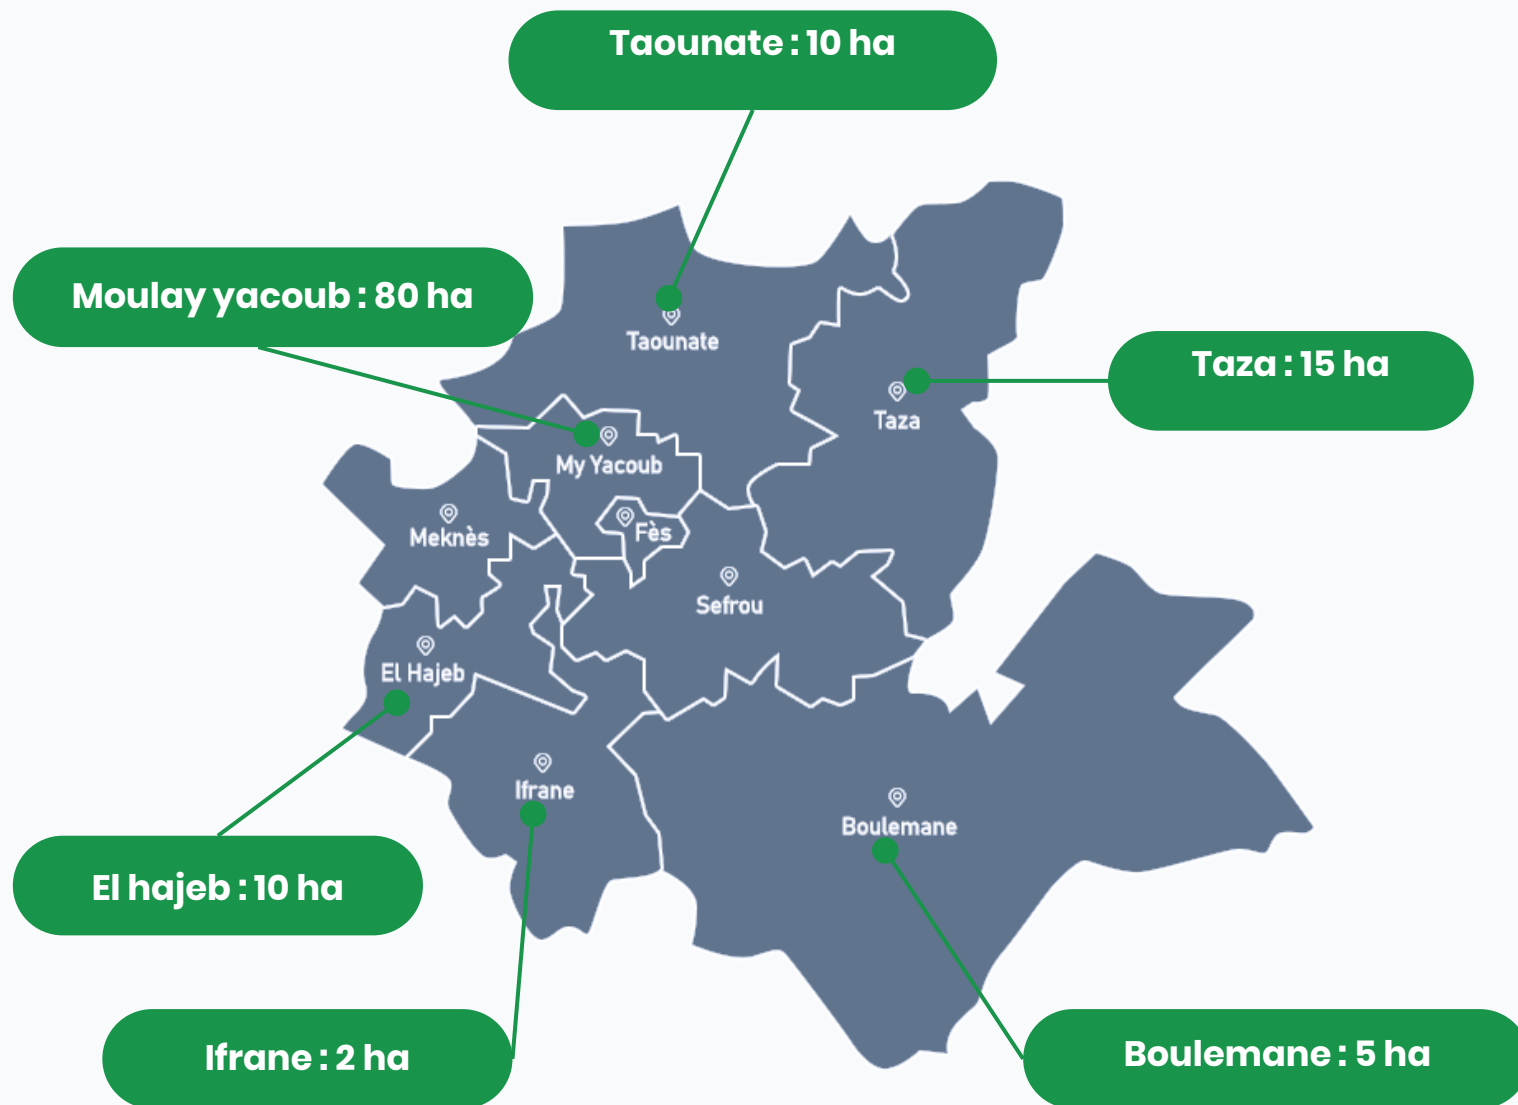 Taounate : 10 ha
Moulay yacoub : 80 ha
Taounate
Taza : 15 ha
Taza
My Yacoub
Meknès
Fès
Sefrou
El Hajeb
Ifrane
Boulemane
El hajeb : 10 ha
Ifrane : 2 ha
Boulemane : 5 ha